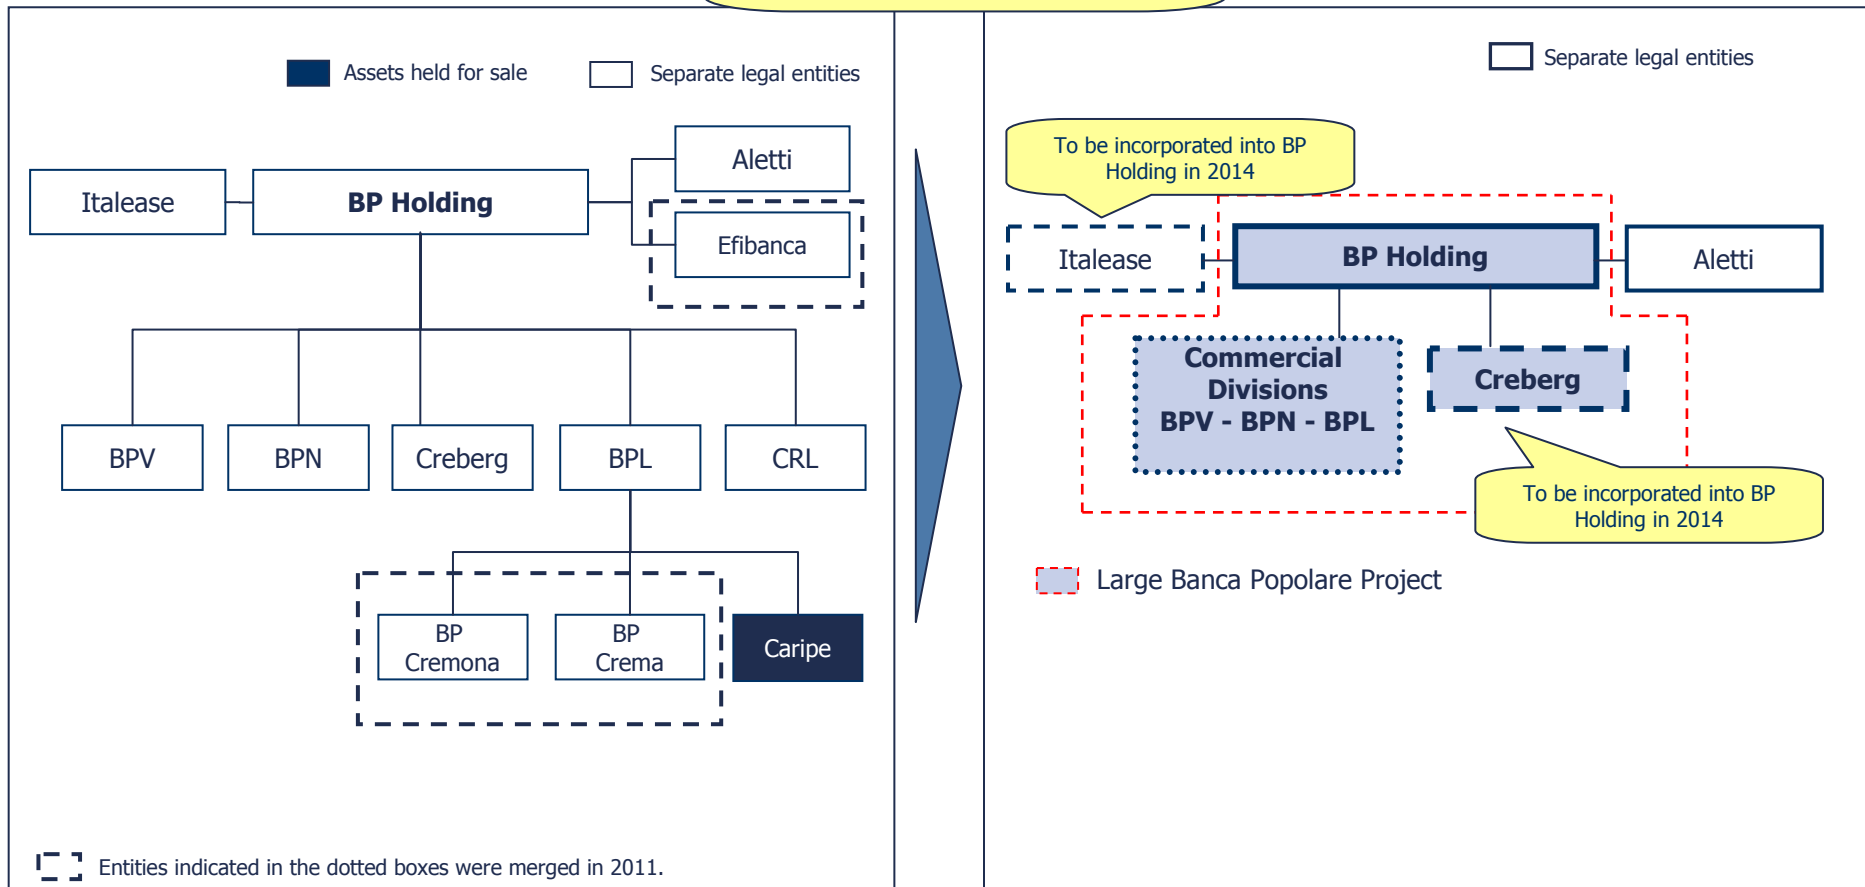 Assets held for sale
Separate legal entities
Aletti
Italease
BP Holding
Efibanca
BPV
BPN
Creberg
BPL
CRL
BP
Cremona
BP
Crema
Caripe
Entities indicated in the dotted boxes were merged in 2011.
Separate legal entities
To be incorporated into BP
Holding in 2014
Italease
BP Holding
Aletti
Commercial
Divisions
BPV - BPN - BPL
Creberg
To be incorporated into BP
Holding in 2014
Large Banca Popolare Project